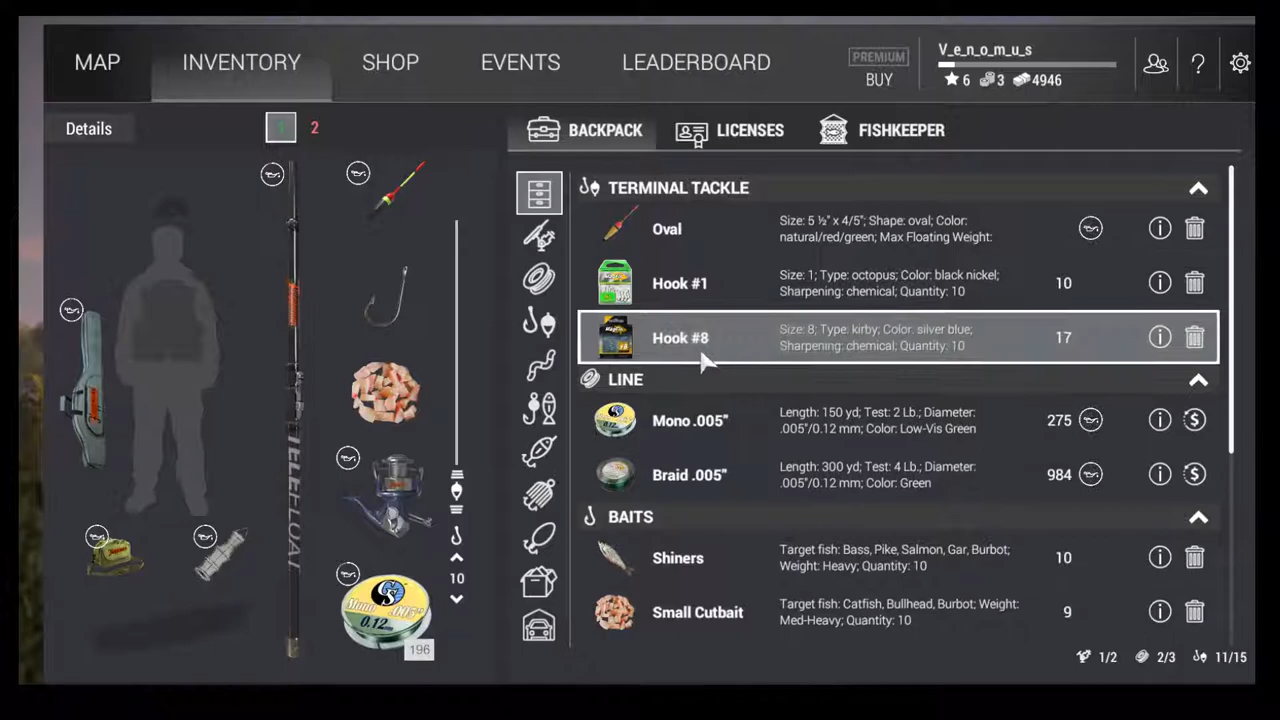 MAP
INVENTORY
SHOP
EVENTS
LEADERBOARD
PREMIUM
BUY
V_e_n_o_m_u_s
6 3 4946
?
Details
1 2
BACKPACK
LICENSES
FISHKEEPER
TERMINAL TACKLE
Oval
Size: 5 ½" x 4/5"; Shape: oval; Color:
natural/red/green; Max Floating Weight:
Hook #1
Size: 1; Type: octopus; Color: black nickel;
Sharpening: chemical; Quantity: 10
10
Hook #8
Size: 8; Type: kirby; Color: silver blue;
Sharpening: chemical; Quantity: 10
17
LINE
Mono .005"
Length: 150 yd; Test: 2 Lb.; Diameter:
.005"/0.12 mm; Color: Low-Vis Green
275
Braid .005"
Length: 300 yd; Test: 4 Lb.; Diameter:
.005"/0.12 mm; Color: Green
984
BAITS
Shiners
Target fish: Bass, Pike, Salmon, Gar, Burbot;
Weight: Heavy; Quantity: 10
10
Small Cutbait
Target fish: Catfish, Bullhead, Burbot; Weight:
Med-Heavy; Quantity: 10
9
1/2 2/3 11/15
TELEFLOAT
10
Mono .005"
0.12
196